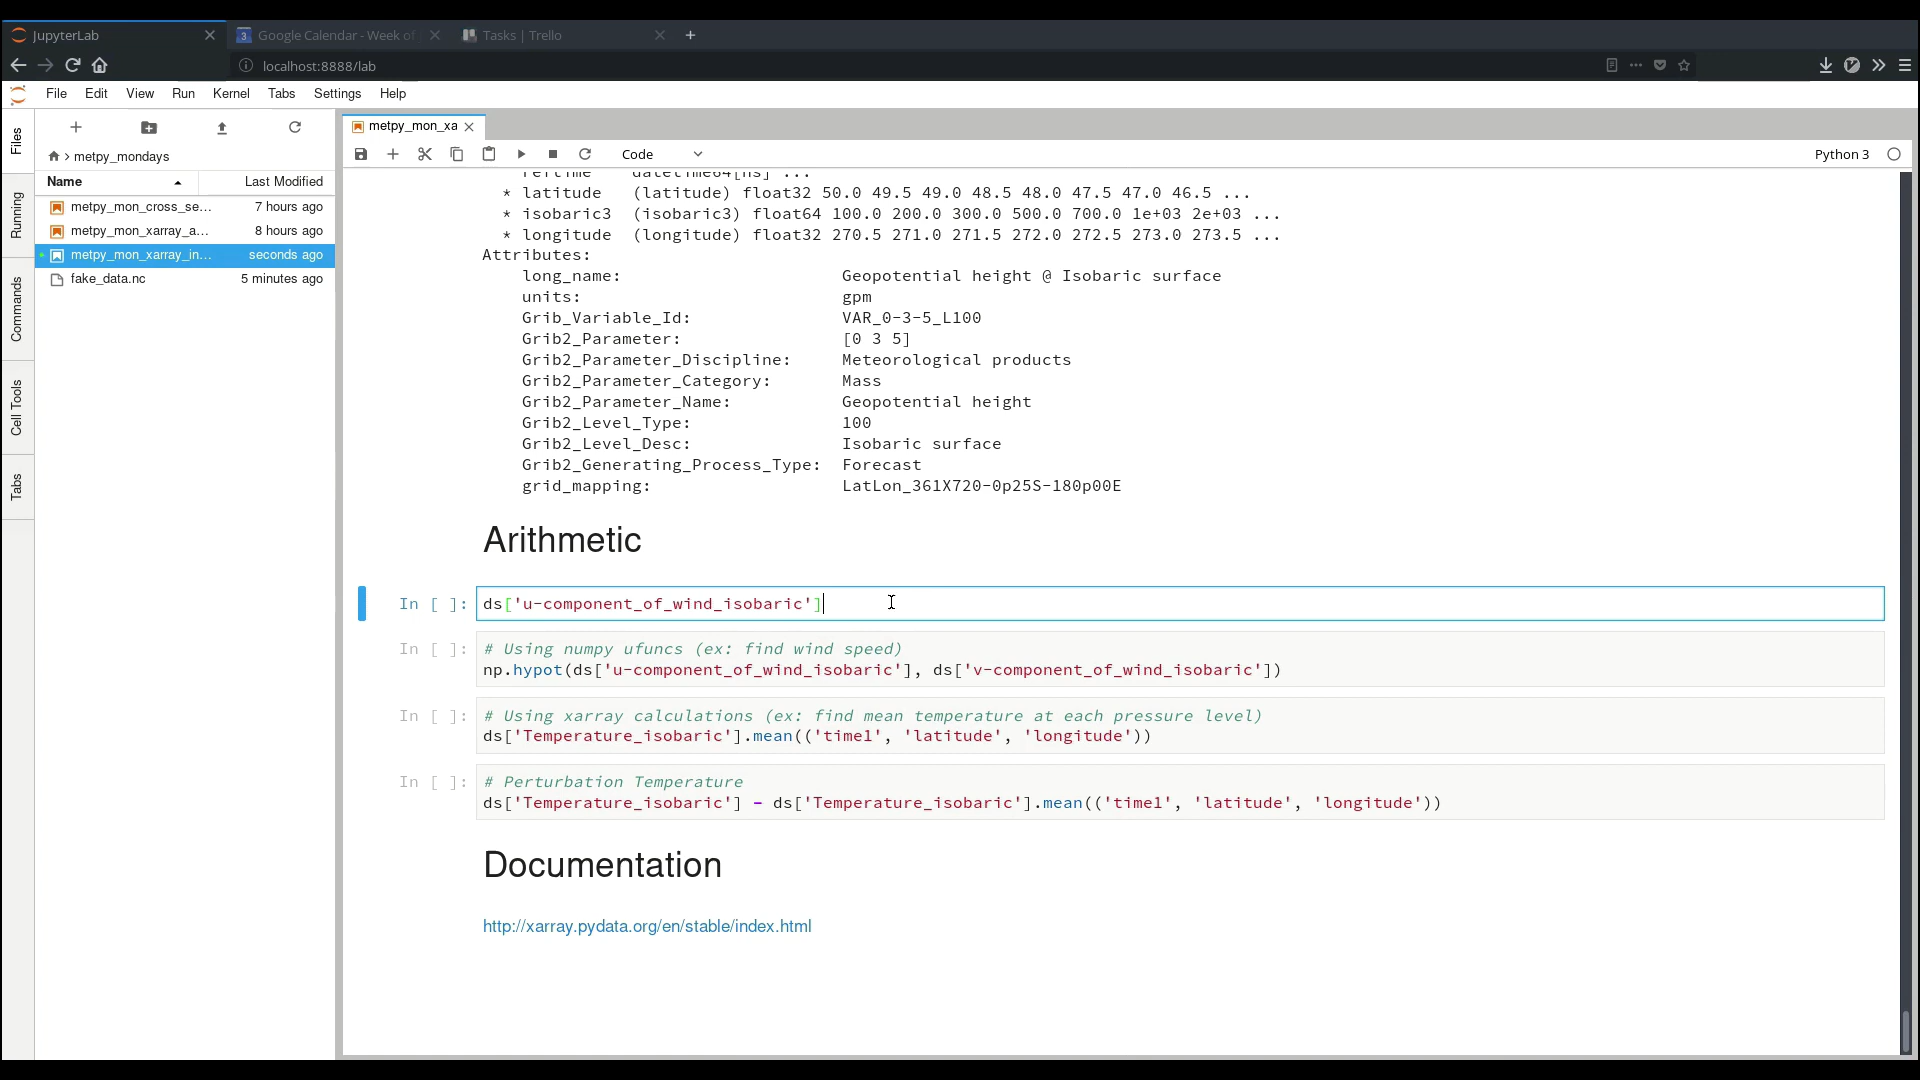 JupyterLab
Google Calendar - Week of
Tasks | Trello
localhost:8888/lab
File Edit View Run Kernel Tabs Settings Help
Files
Running
Commands
Cell Tools
Tabs
metpy_mondays
Name Last Modified
metpy_mon_cross_se... 7 hours ago
metpy_mon_xarray_a... 8 hours ago
metpy_mon_xarray_in... seconds ago
fake_data.nc 5 minutes ago
metpy_mon_xa
Code
Python 3
reftime datetime64[ns] ...
* latitude (latitude) float32 50.0 49.5 49.0 48.5 48.0 47.5 47.0 46.5 ...
* isobaric3 (isobaric3) float64 100.0 200.0 300.0 500.0 700.0 1e+03 2e+03 ...
* longitude (longitude) float32 270.5 271.0 271.5 272.0 272.5 273.0 273.5 ...
Attributes:
long_name: Geopotential height @ Isobaric surface
units: gpm
Grib_Variable_Id: VAR_0-3-5_L100
Grib2_Parameter: [0 3 5]
Grib2_Parameter_Discipline: Meteorological products
Grib2_Parameter_Category: Mass
Grib2_Parameter_Name: Geopotential height
Grib2_Level_Type: 100
Grib2_Level_Desc: Isobaric surface
Grib2_Generating_Process_Type: Forecast
grid_mapping: LatLon_361X720-0p25S-180p00E
Arithmetic
In [ ]: ds['u-component_of_wind_isobaric']
In [ ]: # Using numpy ufuncs (ex: find wind speed)
np.hypot(ds['u-component_of_wind_isobaric'], ds['v-component_of_wind_isobaric'])
In [ ]: # Using xarray calculations (ex: find mean temperature at each pressure level)
ds['Temperature_isobaric'].mean(('time1', 'latitude', 'longitude'))
In [ ]: # Perturbation Temperature
ds['Temperature_isobaric'] - ds['Temperature_isobaric'].mean(('time1', 'latitude', 'longitude'))
Documentation
http://xarray.pydata.org/en/stable/index.html